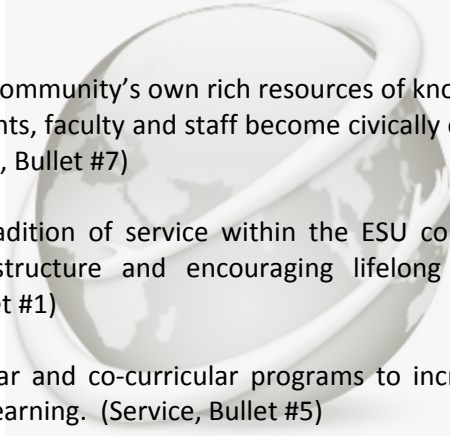 ommunity's own rich resources of kno
nts, faculty and staff become civically
, Bullet #7)
adition of service within the ESU co
structure and encouraging lifelong
et #1)
ar and co-curricular programs to incr
earning. (Service, Bullet #5)